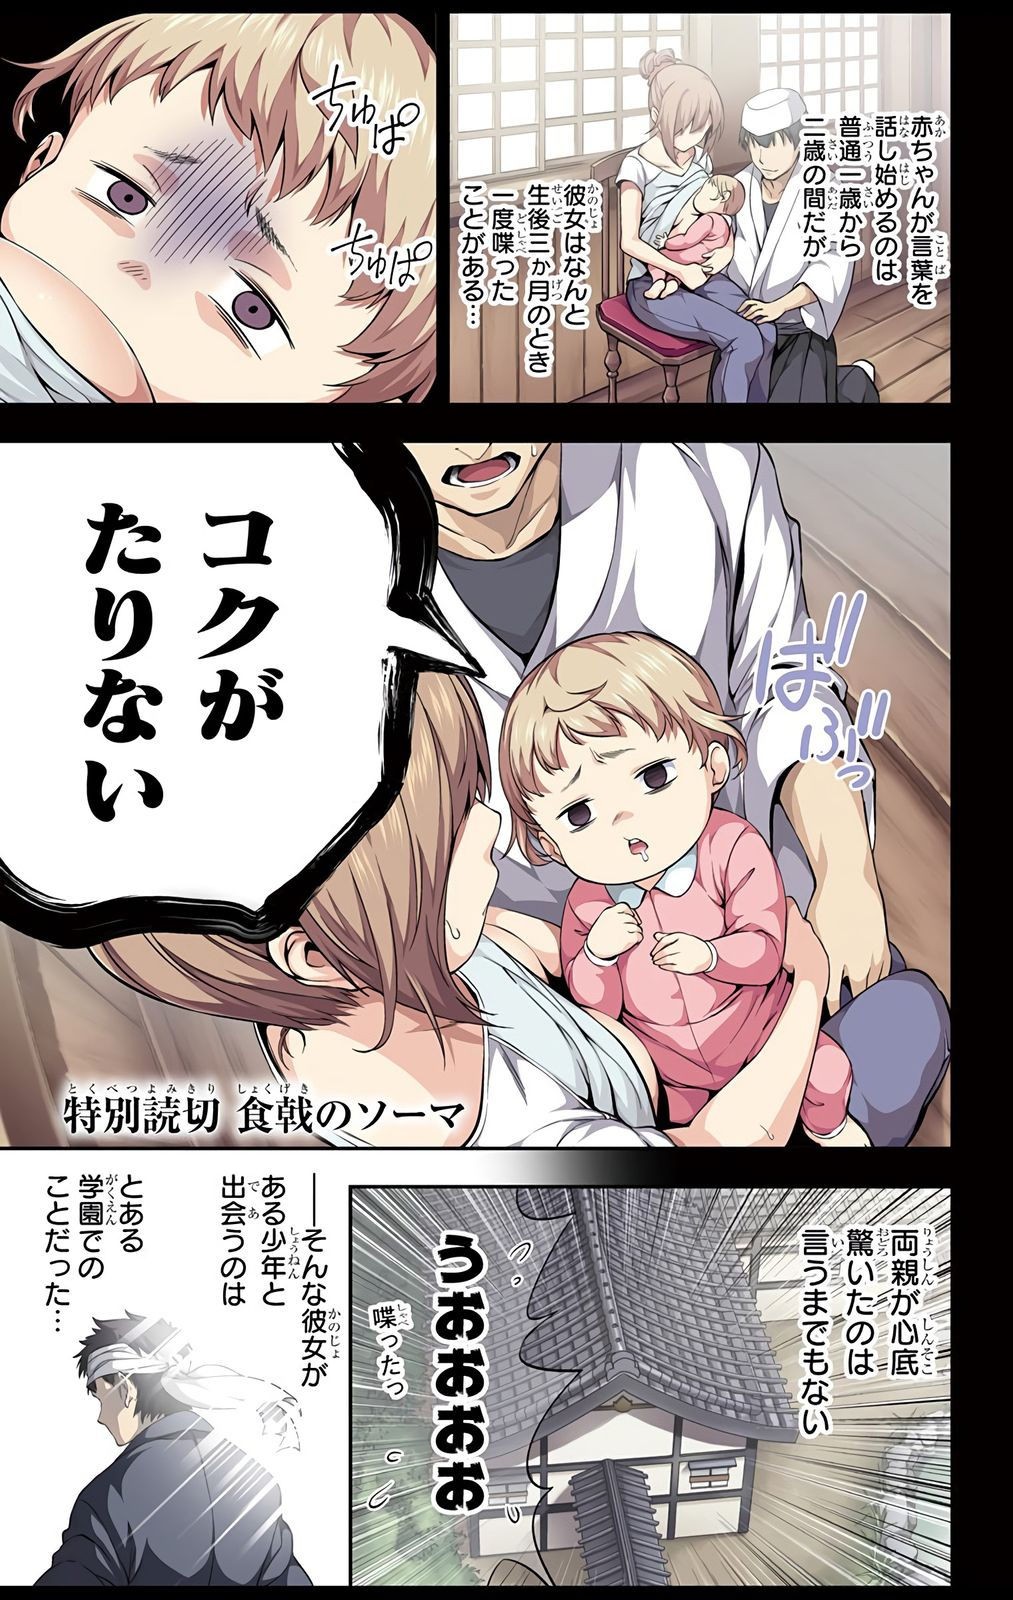 赤ちゃんが言葉を
話し始めるのは
普通一歳から
二歳の間だが
彼女はなんと
生後三か月のとき
一度喋った
ことがある…
ちゅぱ
ちゅぱ
コクが
たりない
ばぶっ
特別読切 食戟のソーマ
両親が心底
驚いたのは
言うまでもない
うおおおおぉ
喋ったっ
──そんな彼女が
ある少年と
出会うのは
とある
学園での
ことだった…